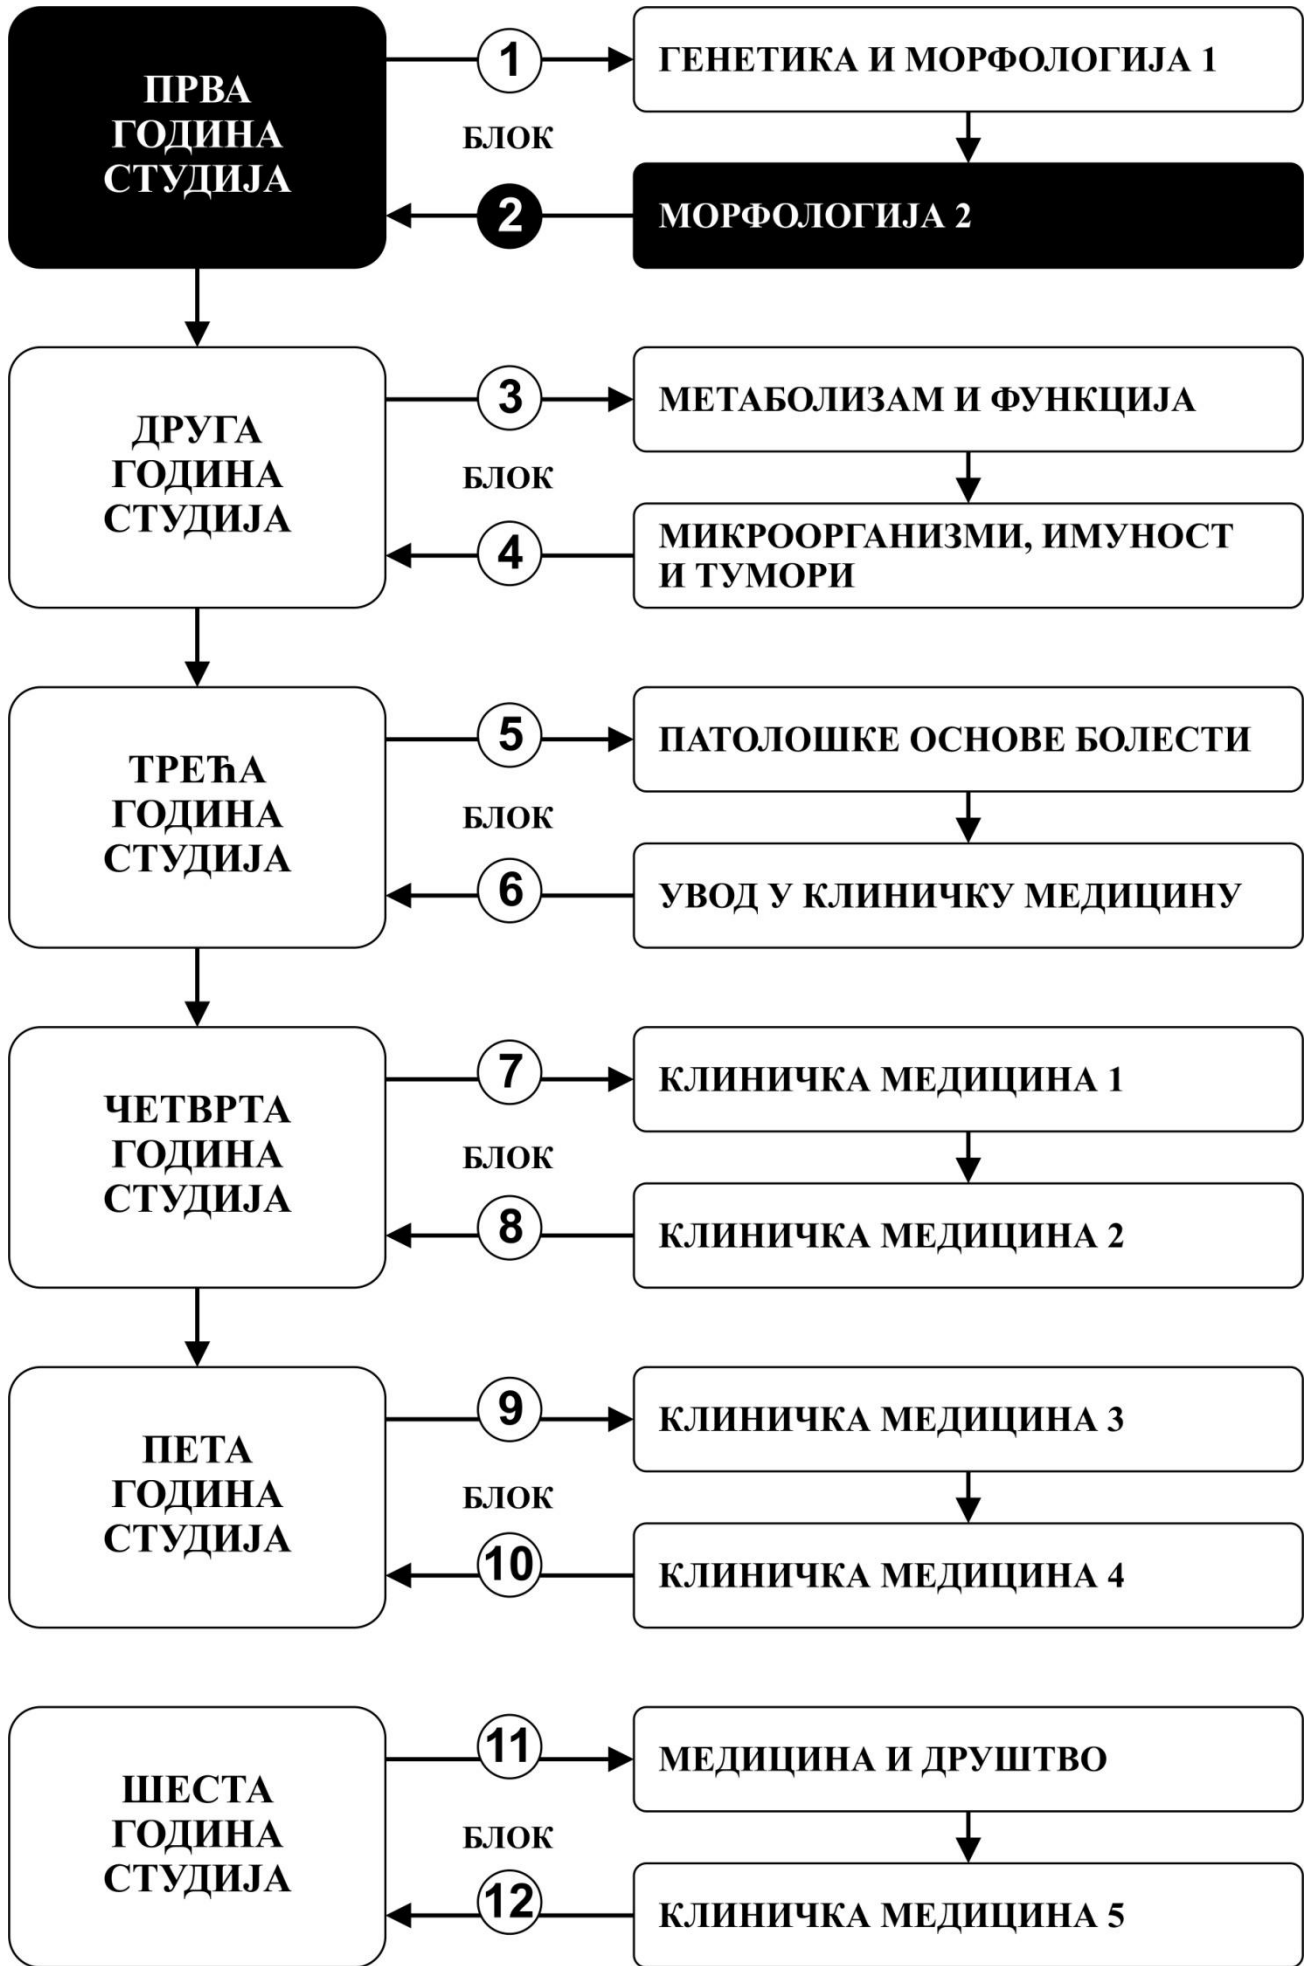 ПРВА
ГОДИНА
СТУДИЈА
1
ГЕНЕТИКА И МОРФОЛОГИЈА 1
БЛОК
2
МОРФОЛОГИЈА 2
ДРУГА
ГОДИНА
СТУДИЈА
3
МЕТАБОЛИЗАМ И ФУНКЦИЈА
БЛОК
4
МИКРООРГАНИЗМИ, ИМУНОСТ
И ТУМОРИ
ТРЕЋА
ГОДИНА
СТУДИЈА
5
ПАТОЛОШКЕ ОСНОВЕ БОЛЕСТИ
БЛОК
6
УВОД У КЛИНИЧКУ МЕДИЦИНУ
ЧЕТВРТА
ГОДИНА
СТУДИЈА
7
КЛИНИЧКА МЕДИЦИНА 1
БЛОК
8
КЛИНИЧКА МЕДИЦИНА 2
ПЕТА
ГОДИНА
СТУДИЈА
9
КЛИНИЧКА МЕДИЦИНА 3
БЛОК
10
КЛИНИЧКА МЕДИЦИНА 4
ШЕСТА
ГОДИНА
СТУДИЈА
11
МЕДИЦИНА И ДРУШТВО
БЛОК
12
КЛИНИЧКА МЕДИЦИНА 5